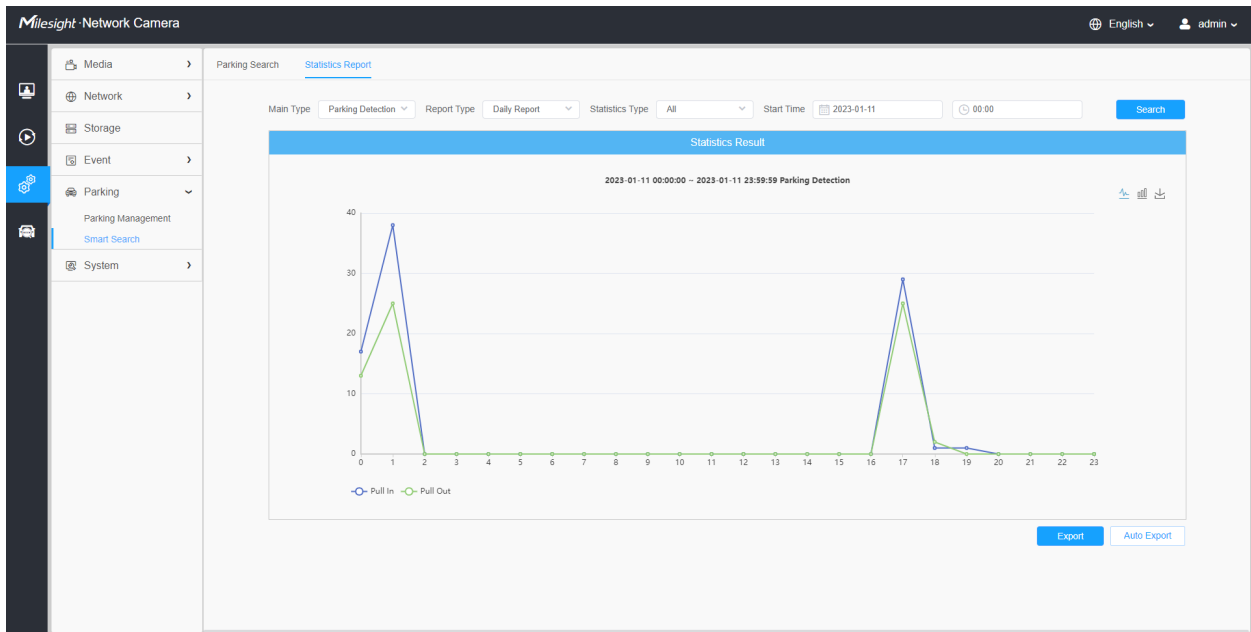 Milesight · Network Camera
English
admin
Media
Network
Storage
Event
Parking
Parking Management
Smart Search
System
Parking Search
Statistics Report
Main Type Parking Detection Report Type Daily Report Statistics Type All Start Time 2023-01-11 00:00 Search
Statistics Result
2023-01-11 00:00:00 ~ 2023-01-11 23:59:59 Parking Detection
40
30
20
10
0
0 1 2 3 4 5 6 7 8 9 10 11 12 13 14 15 16 17 18 19 20 21 22 23
Pull In Pull Out
Export Auto Export